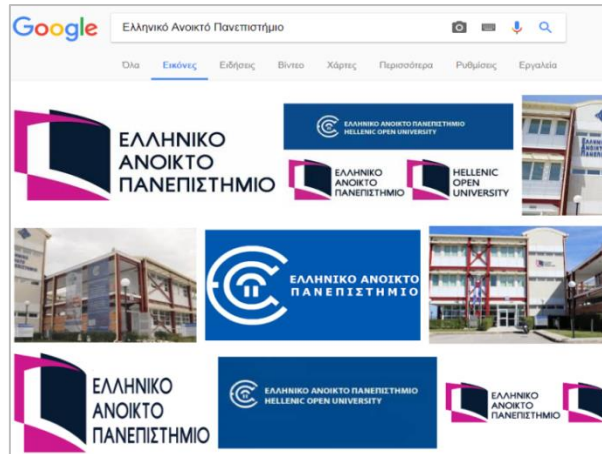 Google
Ελληνικό Ανοικτό Πανεπιστήμιο
Όλα Εικόνες Ειδήσεις Βίντεο Χάρτες Περισσότερα Ρυθμίσεις Εργαλεία
ΕΛΛΗΝΙΚΟ
ΑΝΟΙΚΤΟ
ΠΑΝΕΠΙΣΤΗΜΙΟ
ΕΛΛΗΝΙΚΟ ΑΝΟΙΚΤΟ ΠΑΝΕΠΙΣΤΗΜΙΟ
HELLENIC OPEN UNIVERSITY
ΕΛΛΗΝΙΚΟ
ΑΝΟΙΚΤΟ
ΠΑΝΕΠΙΣΤΗΜΙΟ
HELLENIC
OPEN
UNIVERSITY
ΕΛΛΗΝΙΚΟ ΑΝΟΙΚΤΟ
ΠΑΝΕΠΙΣΤΗΜΙΟ
ΕΛΛΗΝΙΚΟ
ΑΝΟΙΚΤΟ
ΠΑΝΕΠΙΣΤΗΜΙΟ
ΕΛΛΗΝΙΚΟ ΑΝΟΙΚΤΟ ΠΑΝΕΠΙΣΤΗΜΙΟ
HELLENIC OPEN UNIVERSITY
ΕΛΛΗΝΙΚΟ
ΑΝΟΙΚΤΟ
ΠΑΝΕΠΙΣΤΗΜΙΟ